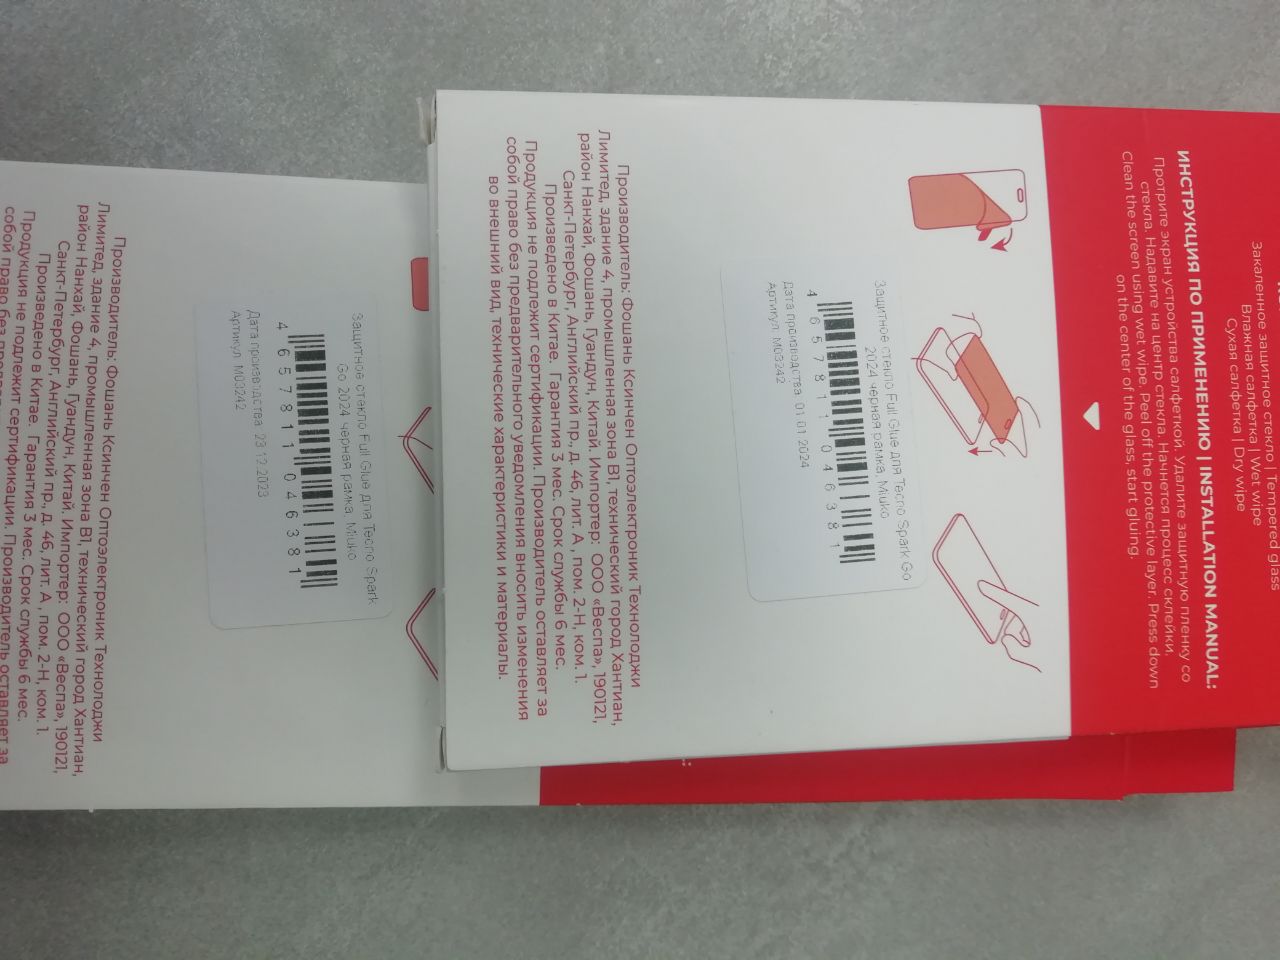 Закаленное защитное стекло | Tempered glass
Влажная салфетка | Wet wipe
Сухая салфетка | Dry wipe
ИНСТРУКЦИЯ ПО ПРИМЕНЕНИЮ | INSTALLATION MANUAL:
Протрите экран устройства салфеткой. Удалите защитную пленку со
стекла. Надавите на центр стекла. Начнется процесс склейки.
Clean the screen using wet wipe. Peel off the protective layer. Press down
on the center of the glass, start gluing.
Защитное стекло Full Glue для Tecno Spark Go
2024 черная рамка, Miuko
4 657811 046381
Дата производства: 01.01.2024
Артикул: M03242
Производитель: Фошань Ксинчен Оптоэлектроник Технолоджи
Лимитед, здание 4, промышленная зона B1, технический город Хантиан,
район Нанхай, Фошань, Гуандун, Китай. Импортер: ООО «Веспа», 190121,
Санкт-Петербург, Английский пр., д. 46, лит. А , пом. 2-Н, ком. 1.
Произведено в Китае. Гарантия 3 мес. Срок службы 6 мес.
Продукция не подлежит сертификации. Производитель оставляет за
собой право без предварительного уведомления вносить изменения
во внешний вид, технические характеристики и материалы.
Защитное стекло Full Glue для Tecno Spark
Go 2024 черная рамка, Miuko
4 657811 046381
Дата производства: 23.12.2023
Артикул: M03242
Производитель: Фошань Ксинчен Оптоэлектроник Технолоджи
Лимитед, здание 4, промышленная зона B1, технический город Хантиан,
район Нанхай, Фошань, Гуандун, Китай. Импортер: ООО «Веспа», 190121,
Санкт-Петербург, Английский пр., д. 46, лит. А , пом. 2-Н, ком. 1.
Произведено в Китае. Гарантия 3 мес. Срок службы 6 мес.
Продукция не подлежит сертификации. Производитель оставляет за
собой право без